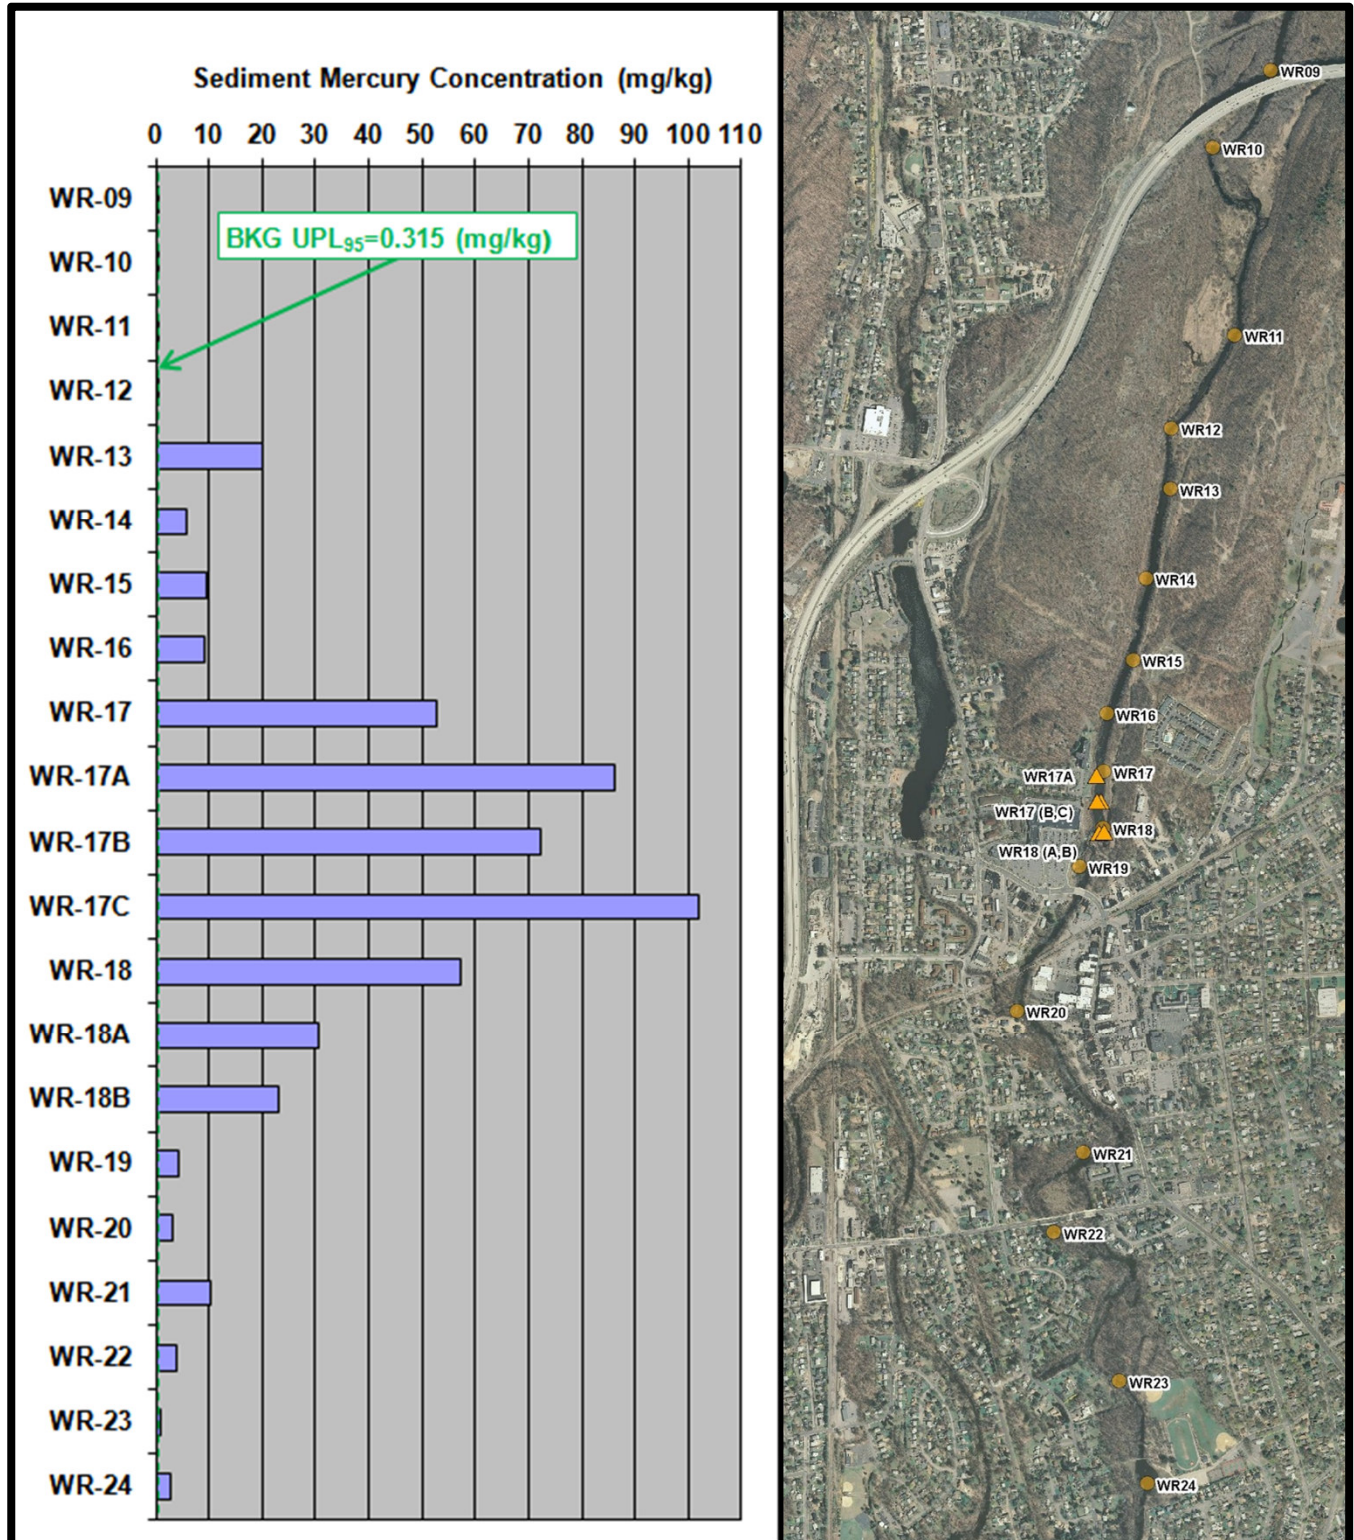 Sediment Mercury Concentration (mg/kg)
0 10 20 30 40 50 60 70 80 90 100 110
WR-09
WR-10
WR-11
WR-12
WR-13
WR-14
WR-15
WR-16
WR-17
WR-17A
WR-17B
WR-17C
WR-18
WR-18A
WR-18B
WR-19
WR-20
WR-21
WR-22
WR-23
WR-24
BKG UPL95=0.315 (mg/kg)
WR09
WR10
WR11
WR12
WR13
WR14
WR15
WR16
WR17A WR17
WR17 (B,C)
WR18
WR18 (A,B)
WR19
WR20
WR21
WR22
WR23
WR24